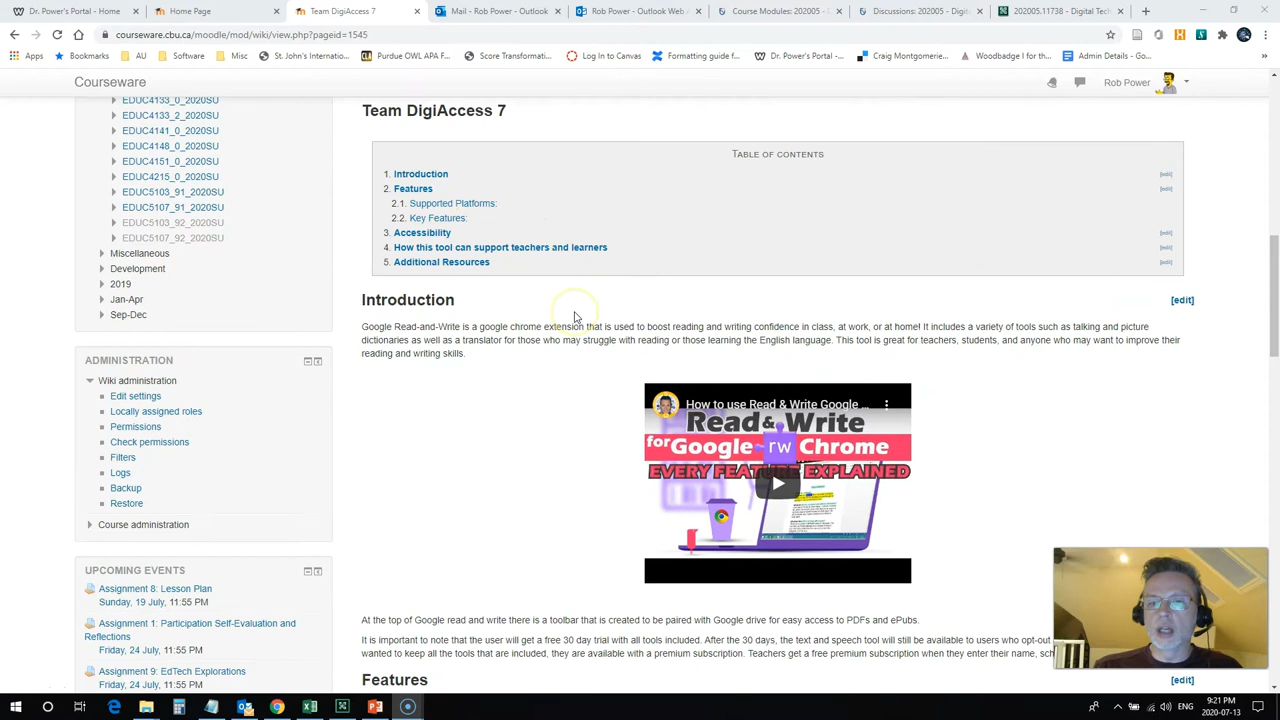 Dr. Power's Portal - Home
Home Page
Team DigiAccess 7
Mail - Rob Power - Outlook
Rob Power - Outlook Web A
Course Modules: 202005 - Digi
Discussions: 202005 - Digit
202005.11738 - Digital Tech
courseware.cbu.ca/moodle/mod/wiki/view.php?pageid=1545
Apps
Bookmarks
AU
Software
Misc
St. John's Internatio...
Purdue OWL APA F...
Score Transformatio...
Log In to Canvas
Formatting guide f...
Dr. Power's Portal -...
Craig Montgomerie...
Woodbadge I for th...
Admin Details - Go...
Courseware
Rob Power
EDUC4133_0_2020SU
EDUC4133_2_2020SU
EDUC4141_0_2020SU
EDUC4148_0_2020SU
EDUC4151_0_2020SU
EDUC4215_0_2020SU
EDUC5103_91_2020SU
EDUC5107_91_2020SU
EDUC5103_92_2020SU
EDUC5107_92_2020SU
Miscellaneous
Development
2019
Jan-Apr
Sep-Dec
ADMINISTRATION
Wiki administration
Edit settings
Locally assigned roles
Permissions
Check permissions
Filters
Logs
Backup
Restore
Course administration
UPCOMING EVENTS
Assignment 8: Lesson Plan
Sunday, 19 July, 11:55 PM
Assignment 1: Participation Self-Evaluation and
Reflections
Friday, 24 July, 11:55 PM
Assignment 9: EdTech Explorations
Friday, 24 July, 11:55 PM
Team DigiAccess 7
TABLE OF CONTENTS
1. Introduction [edit]
2. Features [edit]
2.1. Supported Platforms:
2.2. Key Features:
3. Accessibility [edit]
4. How this tool can support teachers and learners [edit]
5. Additional Resources [edit]
Introduction [edit]
Google Read-and-Write is a google chrome extension that is used to boost reading and writing confidence in class, at work, or at home! It includes a variety of tools such as talking and picture
dictionaries as well as a translator for those who may struggle with reading or those learning the English language. This tool is great for teachers, students, and anyone who may want to improve their
reading and writing skills.
How to use Read & Write Google ...
Read & Write
for Google rw Chrome
EVERY FEATURE EXPLAINED
At the top of Google read and write there is a toolbar that is created to be paired with Google drive for easy access to PDFs and ePubs.
It is important to note that the user will get a free 30 day trial with all tools included. After the 30 days, the text and speech tool will still be available to users who opt-out
wanted to keep all the tools that are included, they are available with a premium subscription. Teachers get a free premium subscription when they enter their name, sch
Features [edit]
ENG
9:21 PM
2020-07-13